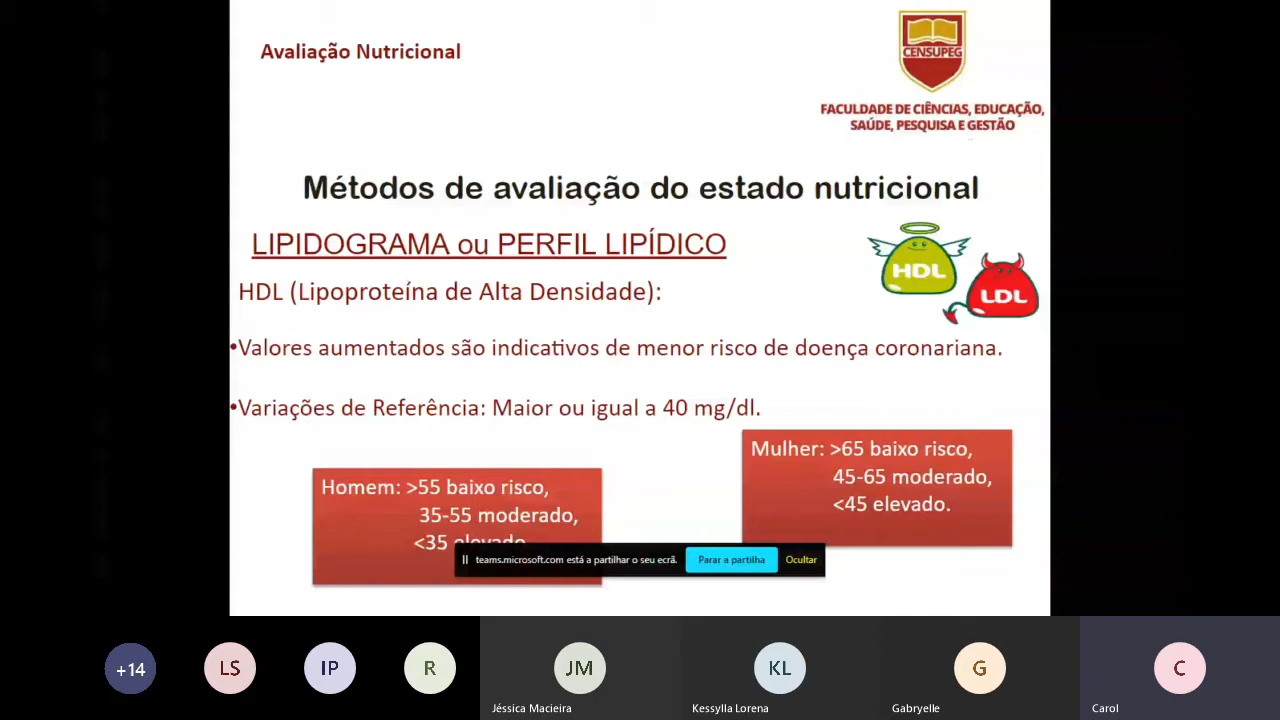 Avaliação Nutricional
CENSUPEG
FACULDADE DE CIÊNCIAS, EDUCAÇÃO,
SAÚDE, PESQUISA E GESTÃO
Métodos de avaliação do estado nutricional
LIPIDOGRAMA ou PERFIL LIPÍDICO
HDL
LDL
HDL (Lipoproteína de Alta Densidade):
•Valores aumentados são indicativos de menor risco de doença coronariana.
•Variações de Referência: Maior ou igual a 40 mg/dl.
Mulher: >65 baixo risco,
45-65 moderado,
<45 elevado.
Homem: >55 baixo risco,
35-55 moderado,
<35 elevado
teams.microsoft.com está a partilhar o seu ecrã. Parar a partilha Ocultar
+14 LS IP R JM KL G C
Jéssica Macieira Kessylla Lorena Gabryelle Carol